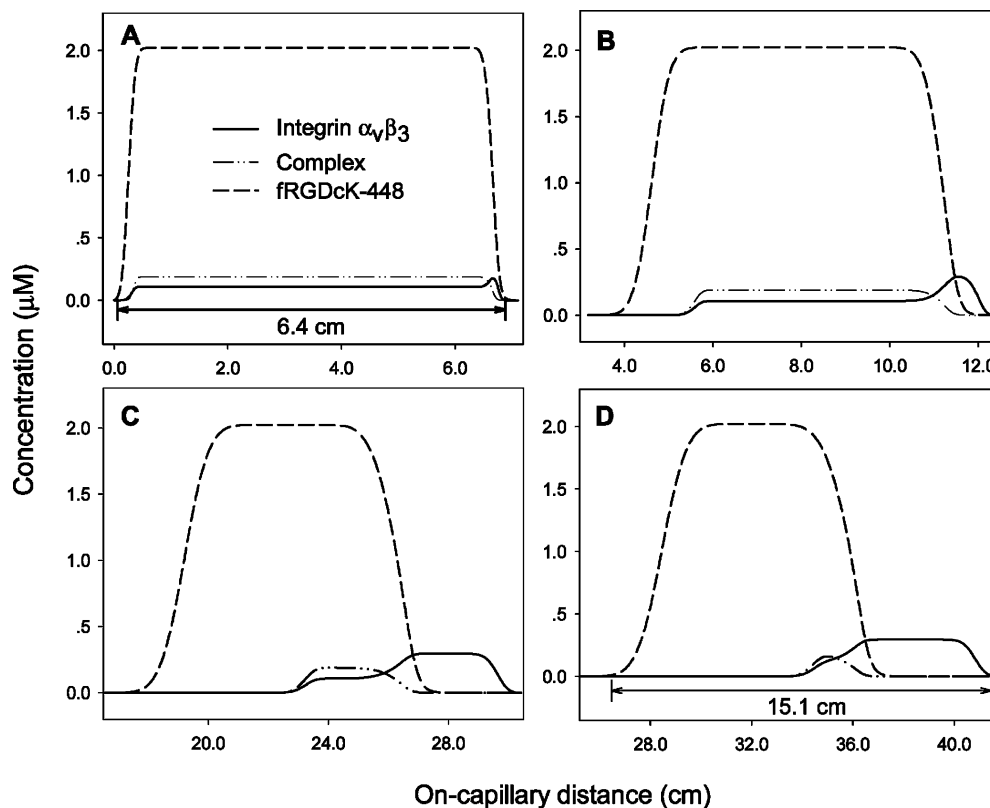 A
2.0
1.5
1.0
.5
0.0
Integrin αvβ3
Complex
fRGDcK-448
6.4 cm
0.0 2.0 4.0 6.0
B
2.0
1.5
1.0
.5
0.0
4.0 6.0 8.0 10.0 12.0
C
2.0
1.5
1.0
.5
0.0
20.0 24.0 28.0
D
2.0
1.5
1.0
.5
0.0
15.1 cm
28.0 32.0 36.0 40.0
Concentration (μM)
On-capillary distance (cm)